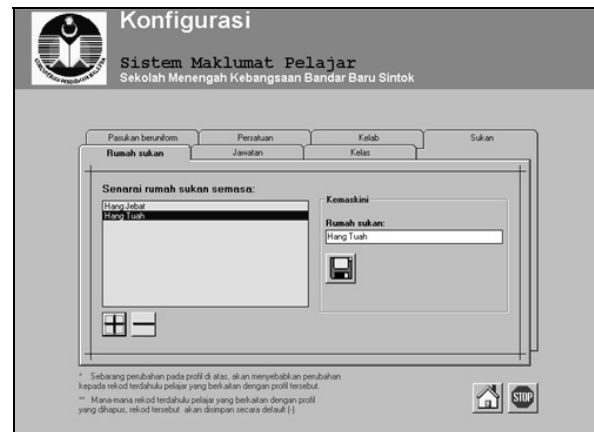 Konfigurasi
Sistem Maklumat Pelajar
Sekolah Menengah Kebangsaan Bandar Baru Sintok
Pasukan beruniform
Persatuan
Kelab
Sukan
Rumah sukan
Jawatan
Kelas
Senarai rumah sukan semasa:
Hang Jebat
Hang Tuah
Kemaskini
Rumah sukan:
Hang Tuah
* Sebarang perubahan pada profil di atas, akan menyebabkan perubahan
kepada rekod terdahulu pelajar yang berkaitan dengan profil tersebut.
** Mana-mana rekod terdahulu pelajar yang berkaitan dengan profil
yang dihapus, rekod tersebut akan disimpan secara default (-)
STOP